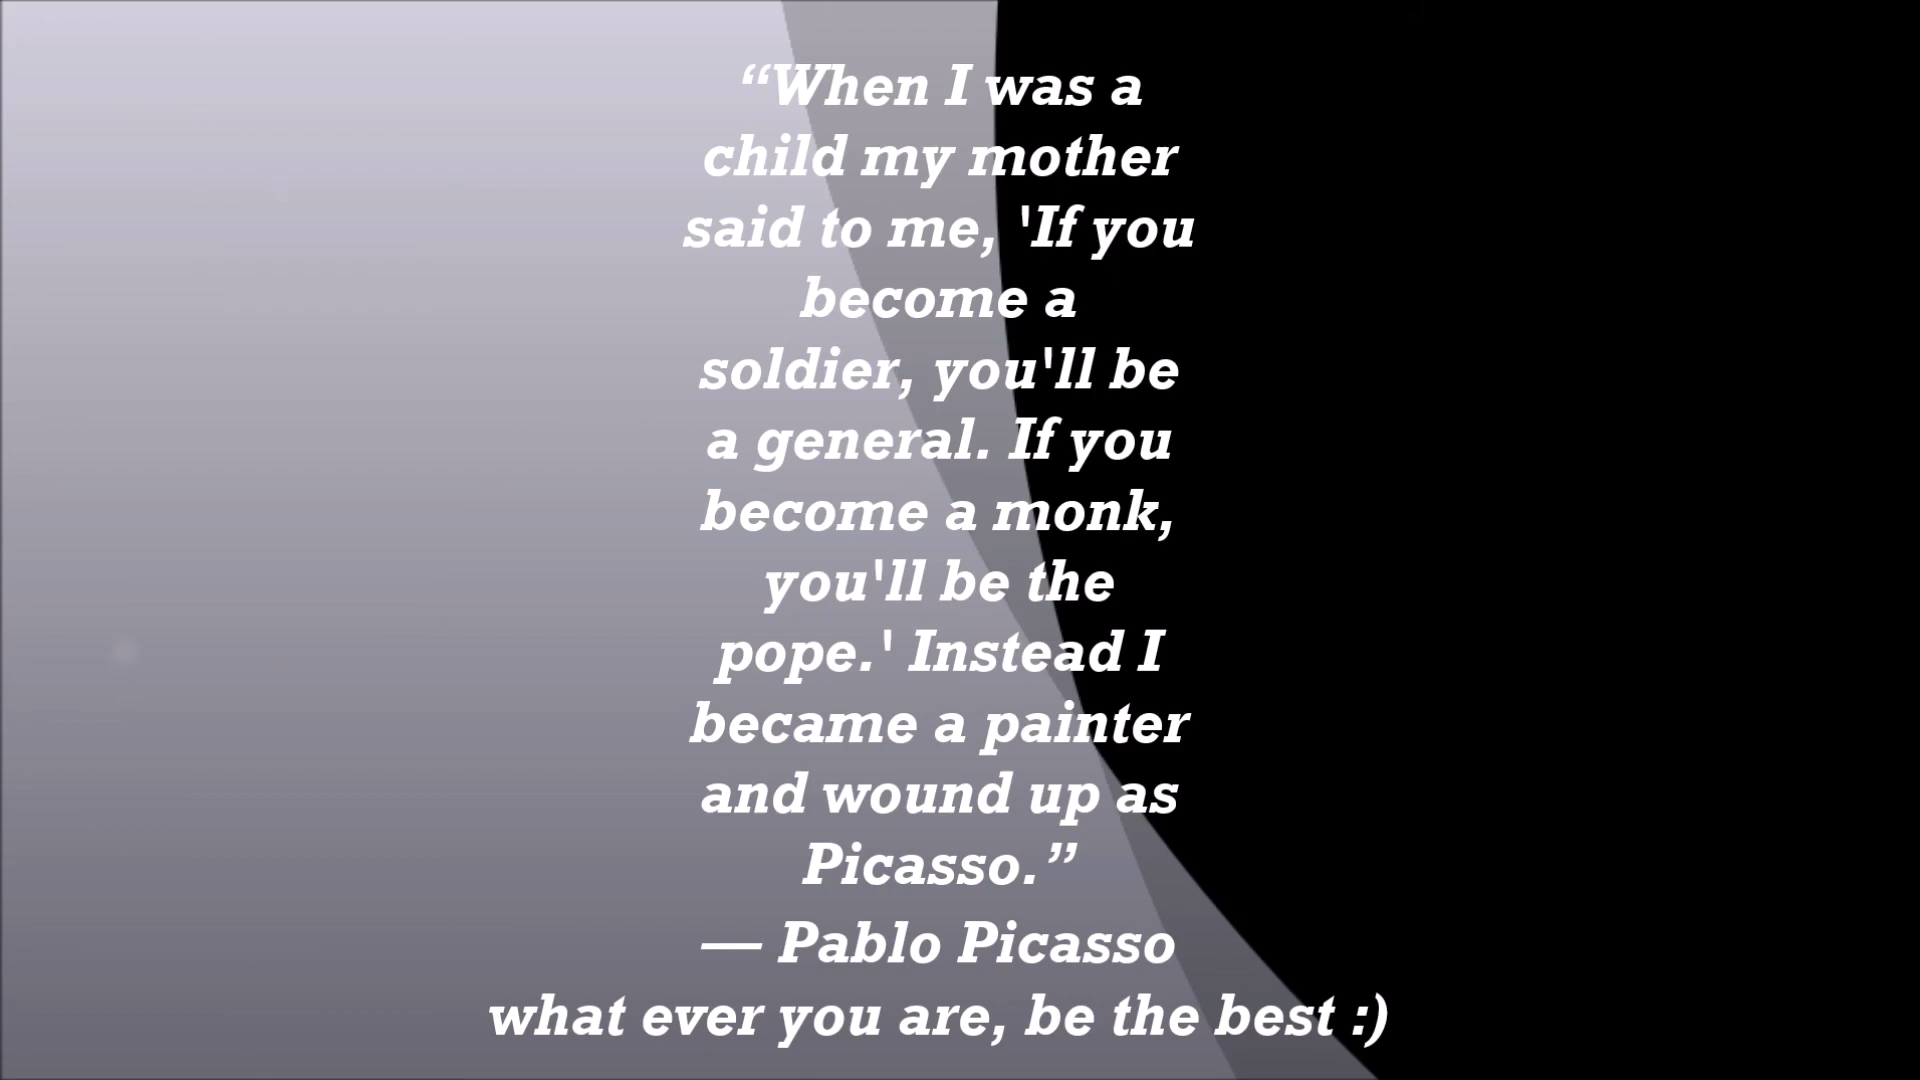 “When I was a
child my mother
said to me, 'If you
become a
soldier, you'll be
a general. If you
become a monk,
you'll be the
pope.' Instead I
became a painter
and wound up as
Picasso.”
— Pablo Picasso
what ever you are, be the best :)